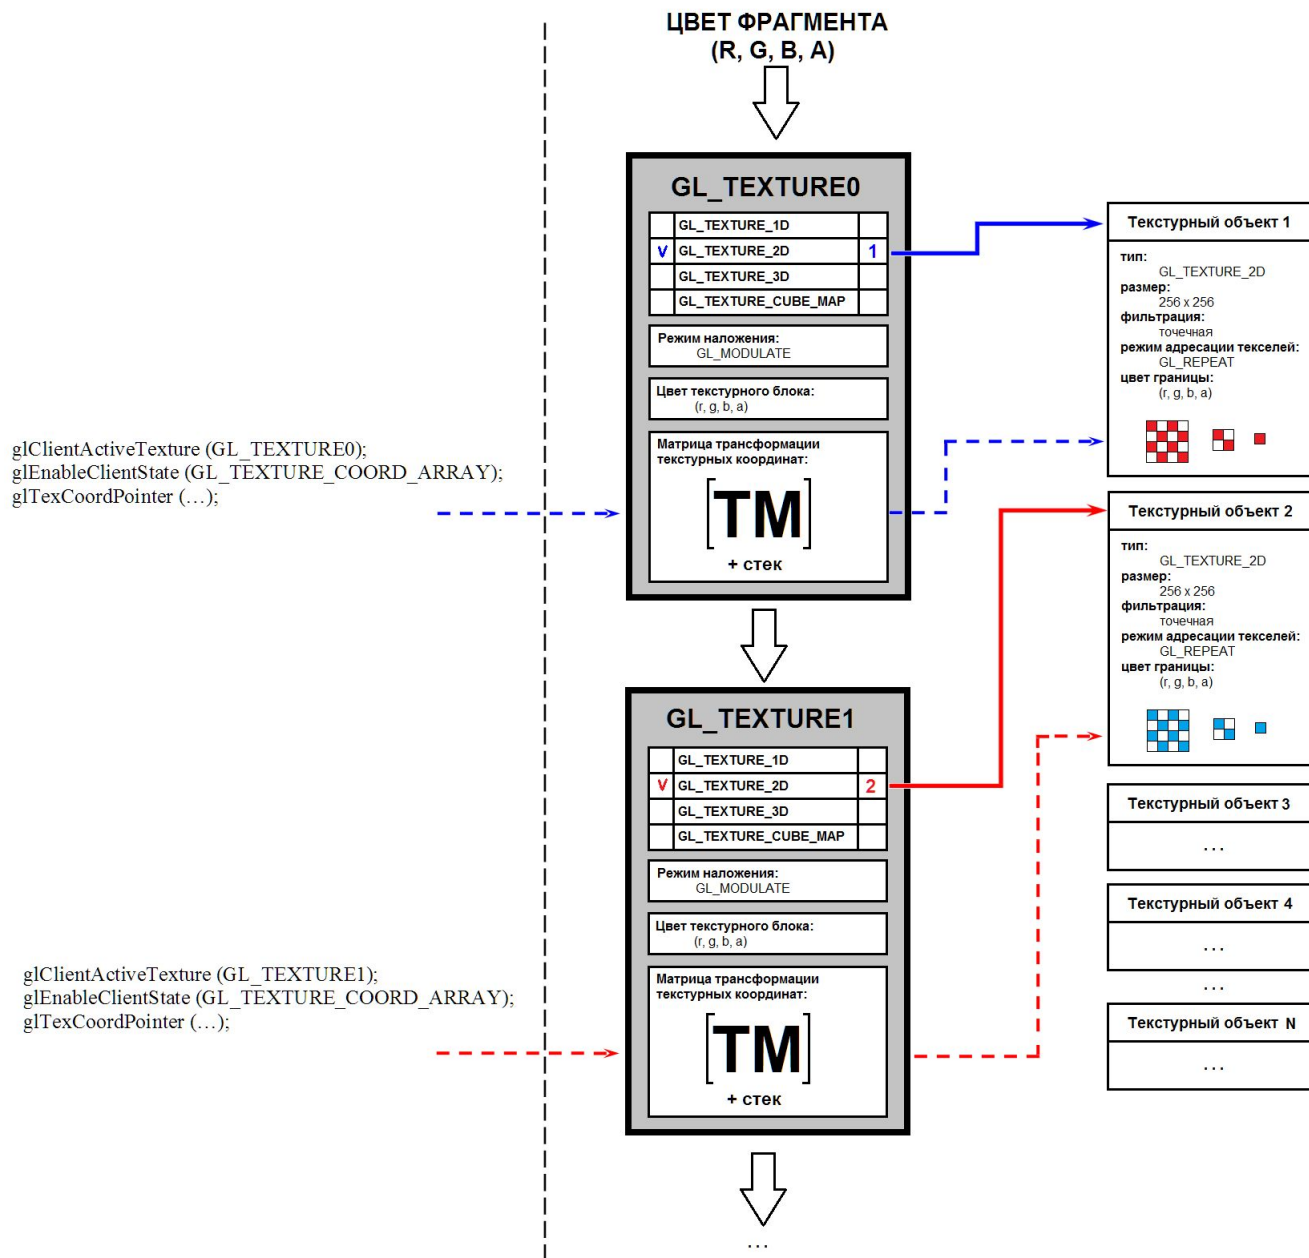 ЦВЕТ ФРАГМЕНТА
(R, G, B, A)
GL_TEXTURE0
GL_TEXTURE_1D
V GL_TEXTURE_2D 1
GL_TEXTURE_3D
GL_TEXTURE_CUBE_MAP
Режим наложения:
GL_MODULATE
Цвет текстурного блока:
(r, g, b, a)
Матрица трансформации
текстурных координат:
[TM]
+ стек
glClientActiveTexture (GL_TEXTURE0);
glEnableClientState (GL_TEXTURE_COORD_ARRAY);
glTexCoordPointer (…);
Текстурный объект 1
тип:
GL_TEXTURE_2D
размер:
256 x 256
фильтрация:
точечная
режим адресации текселей:
GL_REPEAT
цвет границы:
(r, g, b, a)
Текстурный объект 2
тип:
GL_TEXTURE_2D
размер:
256 x 256
фильтрация:
точечная
режим адресации текселей:
GL_REPEAT
цвет границы:
(r, g, b, a)
GL_TEXTURE1
GL_TEXTURE_1D
V GL_TEXTURE_2D 2
GL_TEXTURE_3D
GL_TEXTURE_CUBE_MAP
Режим наложения:
GL_MODULATE
Цвет текстурного блока:
(r, g, b, a)
Матрица трансформации
текстурных координат:
[TM]
+ стек
glClientActiveTexture (GL_TEXTURE1);
glEnableClientState (GL_TEXTURE_COORD_ARRAY);
glTexCoordPointer (…);
Текстурный объект 3
...
Текстурный объект 4
...
...
Текстурный объект N
...
...